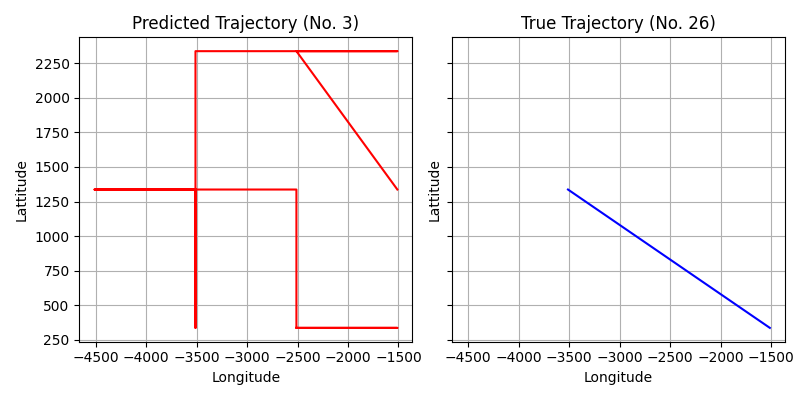 Predicted Trajectory (No. 3)
True Trajectory (No. 26)
Lattitude
2250
2000
1750
1500
1250
1000
750
500
250
−4500 −4000 −3500 −3000 −2500 −2000 −1500
Longitude
Lattitude
−4500 −4000 −3500 −3000 −2500 −2000 −1500
Longitude